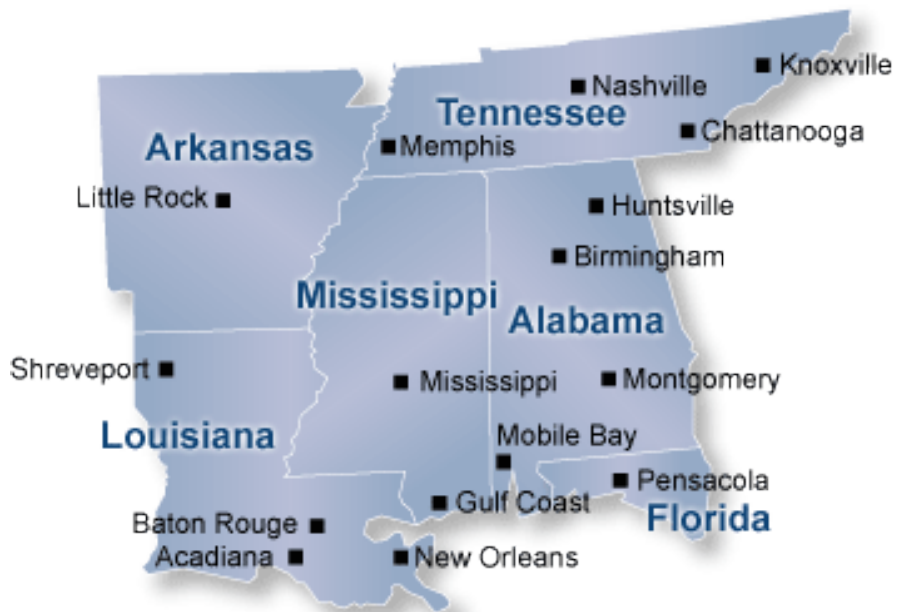 Knoxville
Nashville
Tennessee
Chattanooga
Memphis
Arkansas
Little Rock
Huntsville
Birmingham
Mississippi
Alabama
Shreveport
Mississippi
Montgomery
Louisiana
Mobile Bay
Pensacola
Gulf Coast
Florida
Baton Rouge
Acadiana
New Orleans